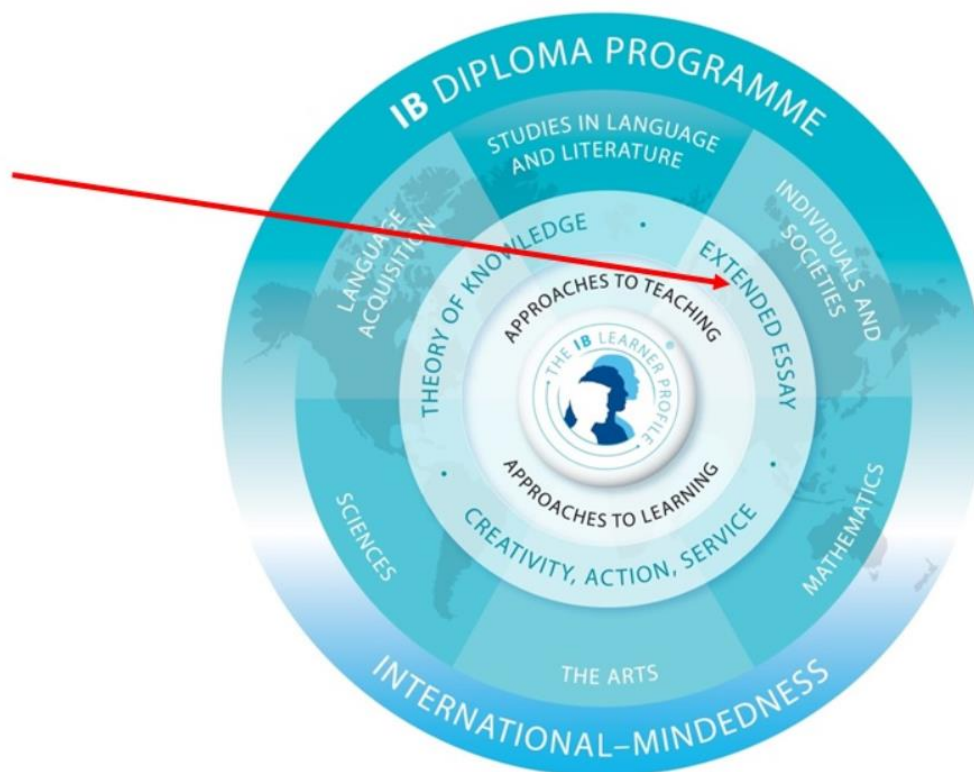 IB DIPLOMA PROGRAMME
STUDIES IN LANGUAGE
AND LITERATURE
LANGUAGE
ACQUISITION
INDIVIDUALS AND
SOCIETIES
THEORY OF KNOWLEDGE
EXTENDED ESSAY
APPROACHES TO TEACHING
THE IB LEARNER PROFILE
®
APPROACHES TO LEARNING
CREATIVITY, ACTION, SERVICE
SCIENCES
MATHEMATICS
THE ARTS
INTERNATIONAL–MINDEDNESS